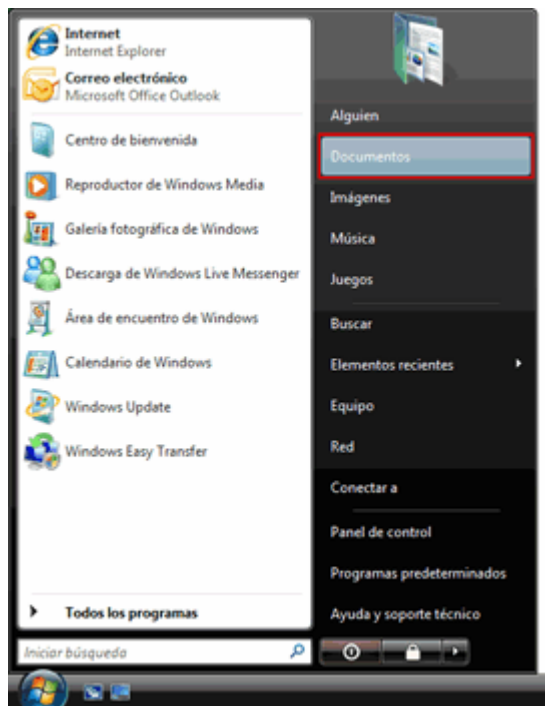 Internet
Internet Explorer
Correo electrónico
Microsoft Office Outlook
Centro de bienvenida
Reproductor de Windows Media
Galería fotográfica de Windows
Descarga de Windows Live Messenger
Área de encuentro de Windows
Calendario de Windows
Windows Update
Windows Easy Transfer
Todos los programas
Iniciar búsqueda
Alguien
Documentos
Imágenes
Música
Juegos
Buscar
Elementos recientes
Equipo
Red
Conectar a
Panel de control
Programas predeterminados
Ayuda y soporte técnico